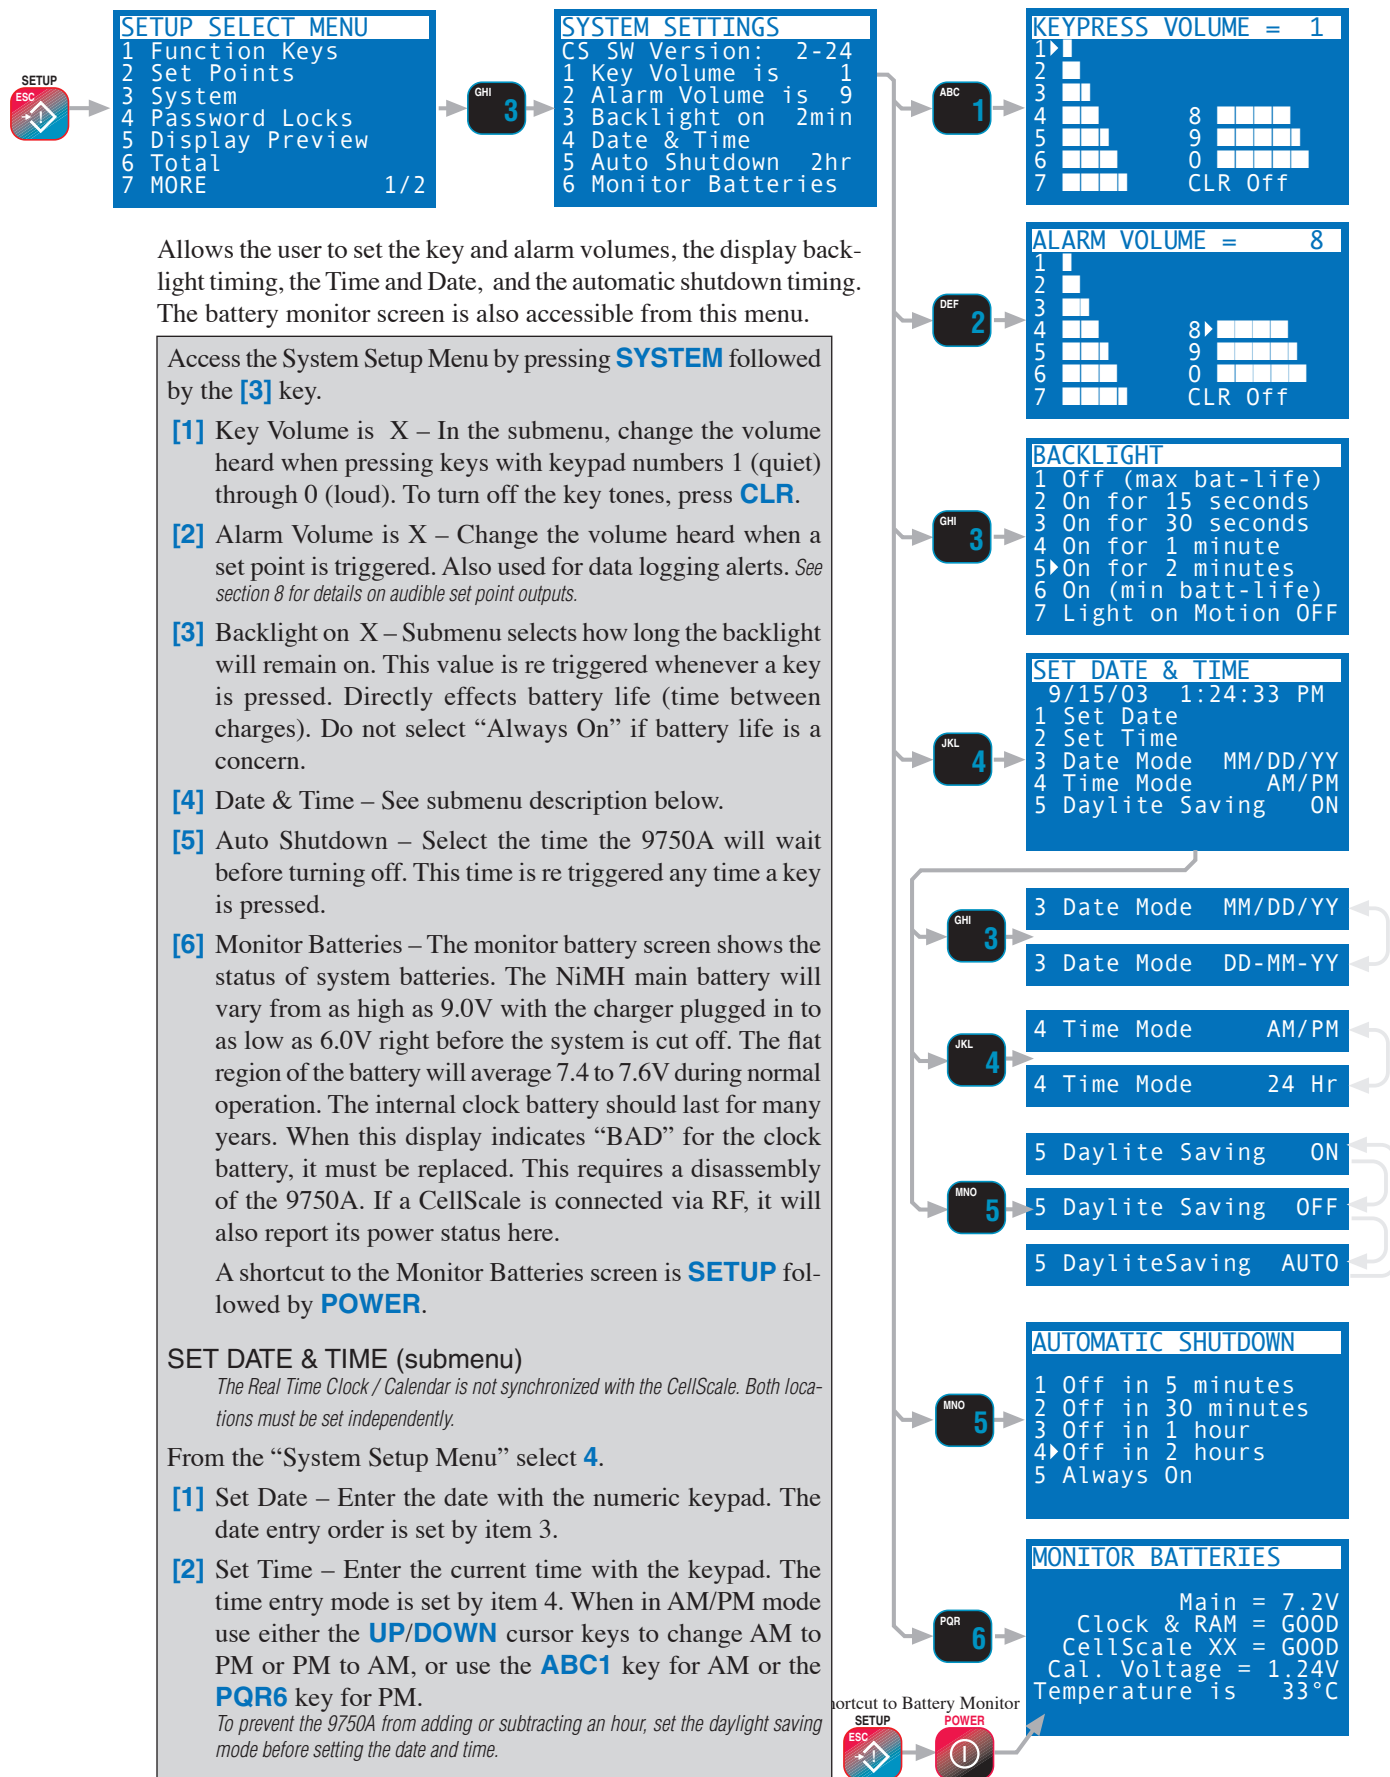 SETUP
ESC
SETUP SELECT MENU
1 Function Keys
2 Set Points
3 System
4 Password Locks
5 Display Preview
6 Total
7 MORE 1/2
GHI 3
SYSTEM SETTINGS
CS SW Version: 2-24
1 Key Volume is 1
2 Alarm Volume is 9
3 Backlight on 2min
4 Date & Time
5 Auto Shutdown 2hr
6 Monitor Batteries
ABC 1
KEYPRESS VOLUME = 1
1
2
3
4 8
5 9
6 0
7 CLR Off
Allows the user to set the key and alarm volumes, the display back-
light timing, the Time and Date, and the automatic shutdown timing.
The battery monitor screen is also accessible from this menu.
DEF 2
ALARM VOLUME = 8
1
2
3
4 8
5 9
6 0
7 CLR Off
Access the System Setup Menu by pressing SYSTEM followed
by the [3] key.
[1] Key Volume is X – In the submenu, change the volume
heard when pressing keys with keypad numbers 1 (quiet)
through 0 (loud). To turn off the key tones, press CLR.
[2] Alarm Volume is X – Change the volume heard when a
set point is triggered. Also used for data logging alerts. See
section 8 for details on audible set point outputs.
[3] Backlight on X – Submenu selects how long the backlight
will remain on. This value is re triggered whenever a key
is pressed. Directly effects battery life (time between
charges). Do not select “Always On” if battery life is a
concern.
[4] Date & Time – See submenu description below.
[5] Auto Shutdown – Select the time the 9750A will wait
before turning off. This time is re triggered any time a key
is pressed.
[6] Monitor Batteries – The monitor battery screen shows the
status of system batteries. The NiMH main battery will
vary from as high as 9.0V with the charger plugged in to
as low as 6.0V right before the system is cut off. The flat
region of the battery will average 7.4 to 7.6V during normal
operation. The internal clock battery should last for many
years. When this display indicates “BAD” for the clock
battery, it must be replaced. This requires a disassembly
of the 9750A. If a CellScale is connected via RF, it will
also report its power status here.
A shortcut to the Monitor Batteries screen is SETUP fol-
lowed by POWER.
SET DATE & TIME (submenu)
The Real Time Clock / Calendar is not synchronized with the CellScale. Both loca-
tions must be set independently.
From the “System Setup Menu” select 4.
[1] Set Date – Enter the date with the numeric keypad. The
date entry order is set by item 3.
[2] Set Time – Enter the current time with the keypad. The
time entry mode is set by item 4. When in AM/PM mode
use either the UP/DOWN cursor keys to change AM to
PM or PM to AM, or use the ABC1 key for AM or the
PQR6 key for PM.
To prevent the 9750A from adding or subtracting an hour, set the daylight saving
mode before setting the date and time.
GHI 3
BACKLIGHT
1 Off (max bat-life)
2 On for 15 seconds
3 On for 30 seconds
4 On for 1 minute
5 On for 2 minutes
6 On (min batt-life)
7 Light on Motion OFF
JKL 4
SET DATE & TIME
9/15/03 1:24:33 PM
1 Set Date
2 Set Time
3 Date Mode MM/DD/YY
4 Time Mode AM/PM
5 Daylite Saving ON
GHI 3
3 Date Mode MM/DD/YY
3 Date Mode DD-MM-YY
JKL 4
4 Time Mode AM/PM
4 Time Mode 24 Hr
MNO 5
5 Daylite Saving ON
5 Daylite Saving OFF
5 DayliteSaving AUTO
MNO 5
AUTOMATIC SHUTDOWN
1 Off in 5 minutes
2 Off in 30 minutes
3 Off in 1 hour
4 Off in 2 hours
5 Always On
PQR 6
MONITOR BATTERIES
Main = 7.2V
Clock & RAM = GOOD
CellScale XX = GOOD
Cal. Voltage = 1.24V
Temperature is 33°C
to Battery Monitor
SETUP POWER
ESC